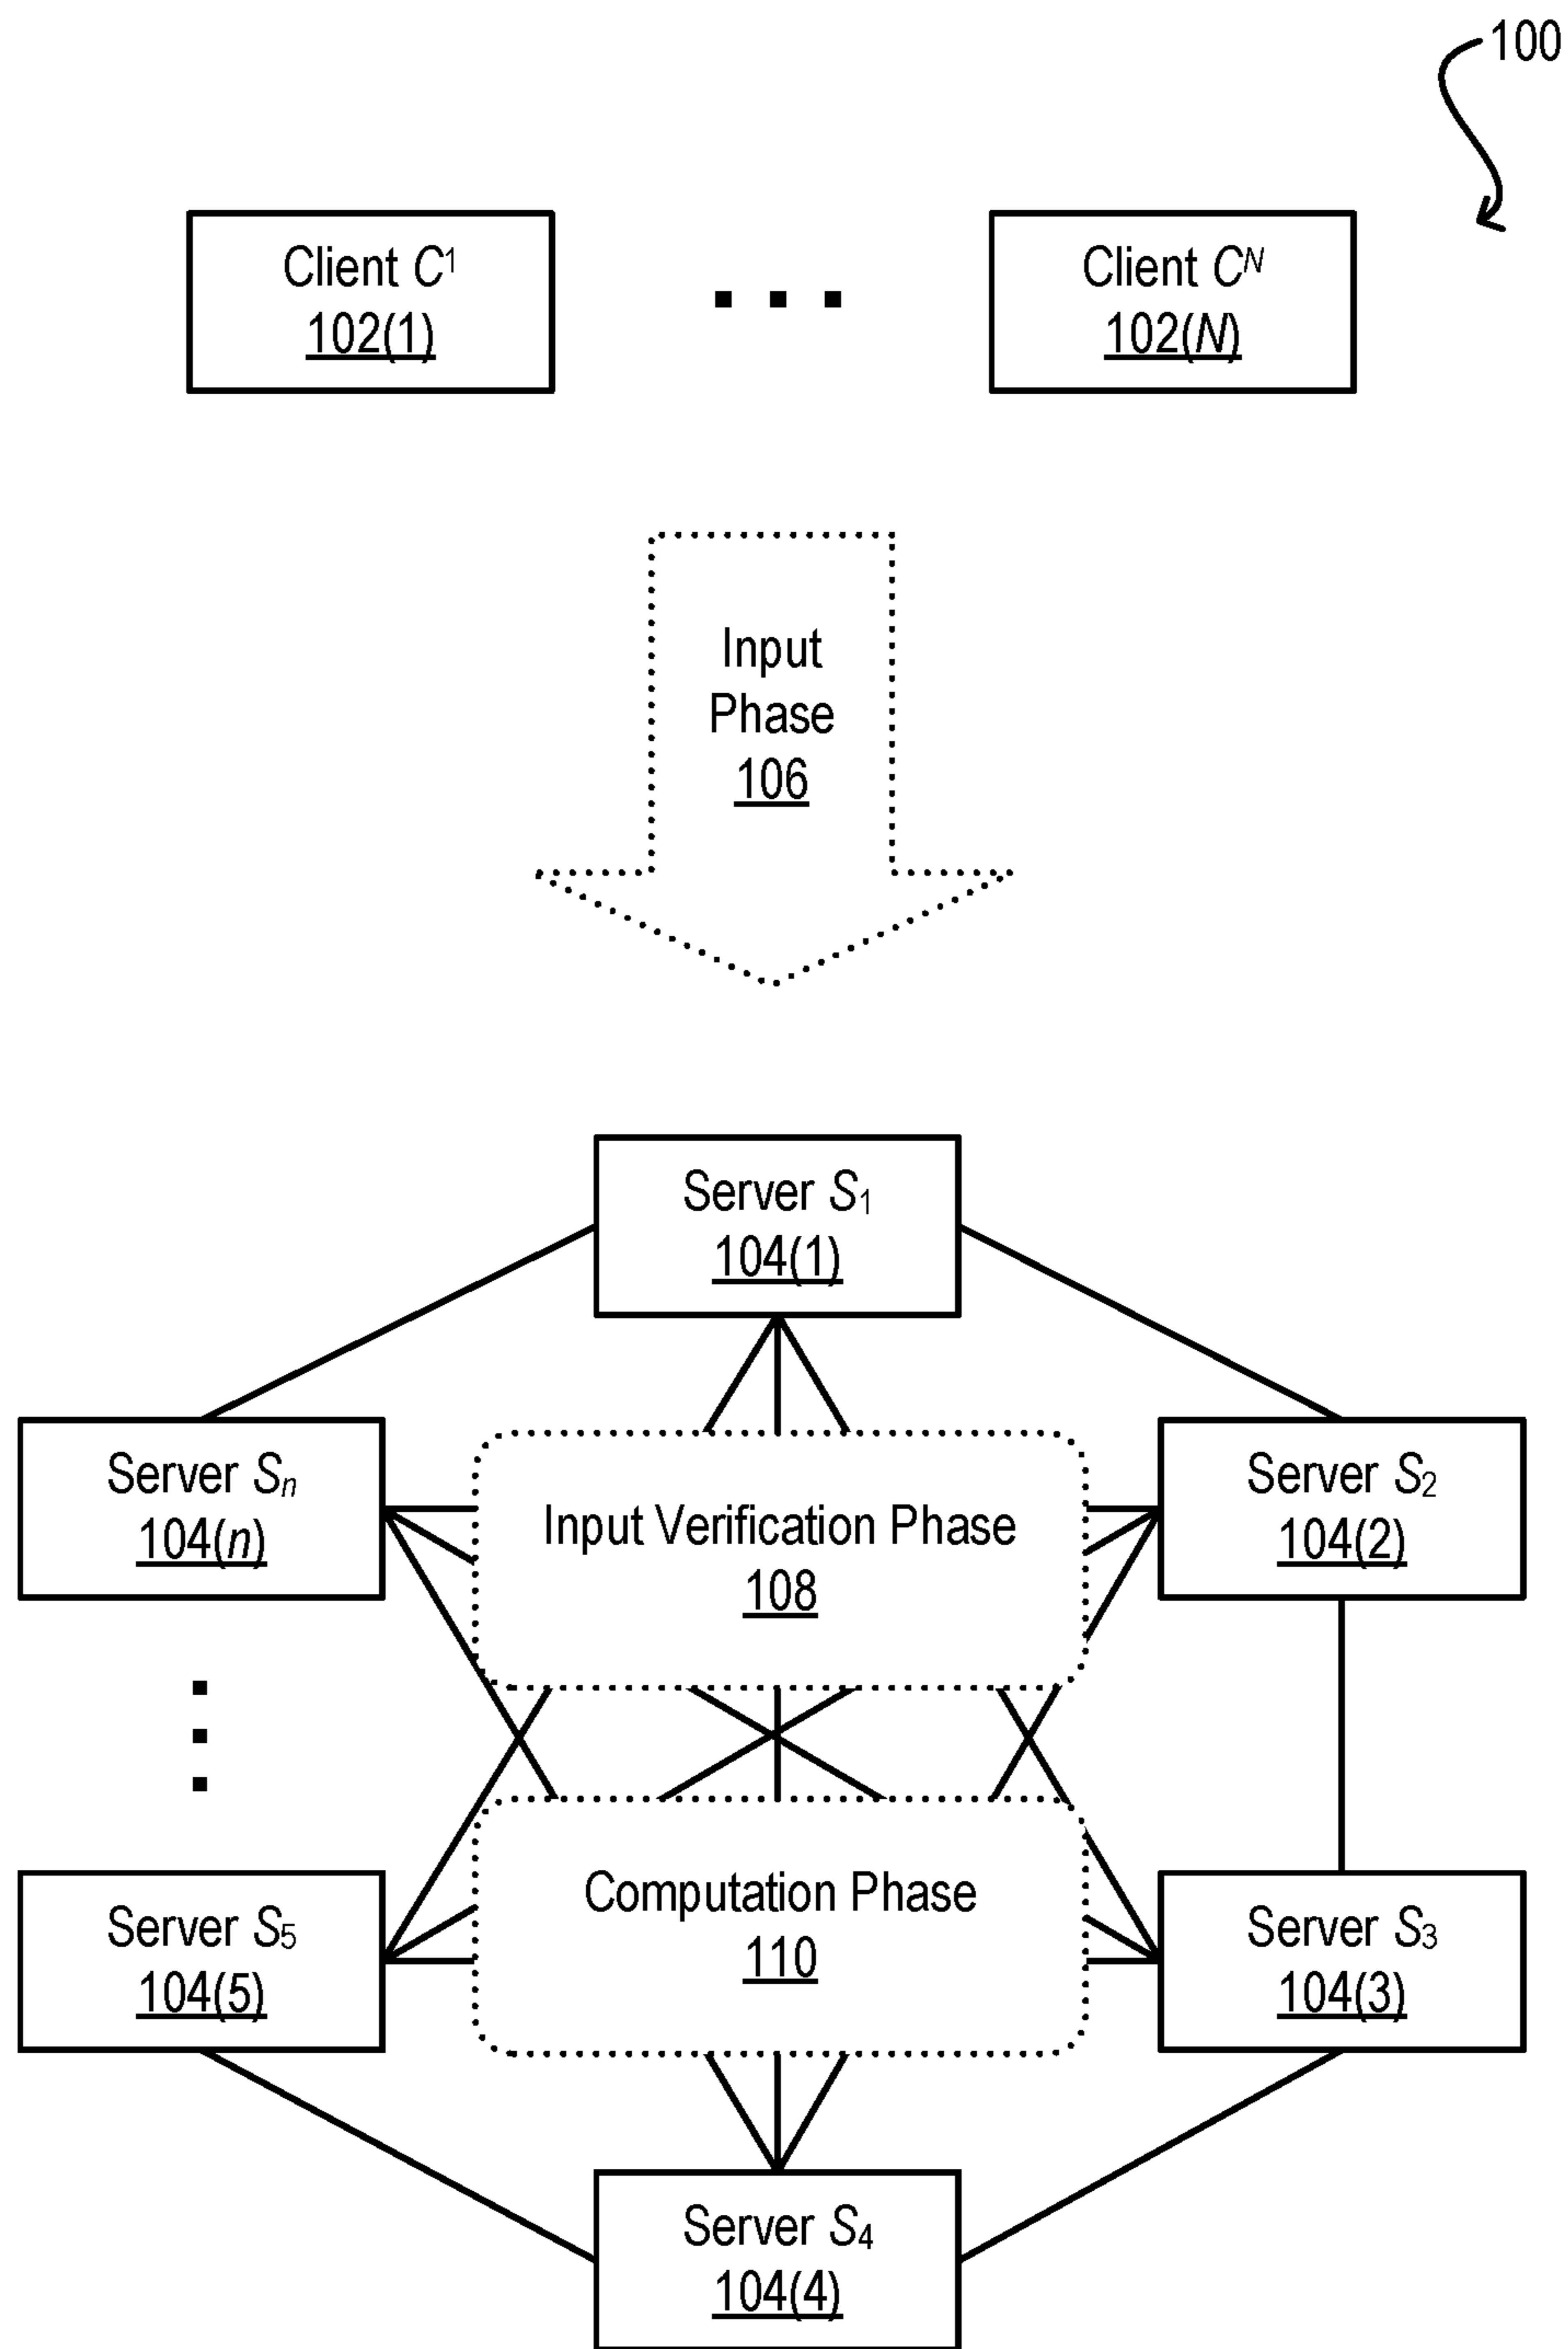 100
Client C¹
102(1)
Client Cᴺ
102(N)
Input
Phase
106
Server S₁
104(1)
Server Sₙ
104(n)
Server S₂
104(2)
Input Verification Phase
108
Computation Phase
110
Server S₅
104(5)
Server S₃
104(3)
Server S₄
104(4)